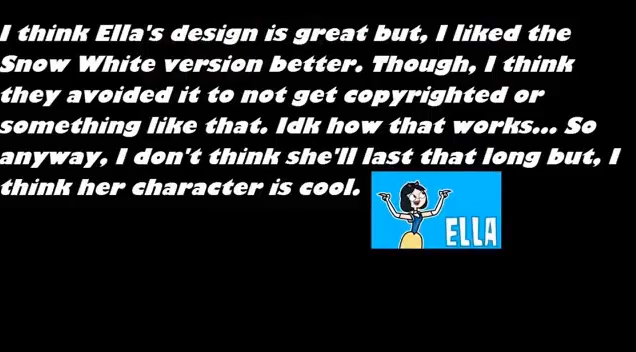 I think Ella's design is great but, I liked the
Snow White version better. Though, I think
they avoided it to not get copyrighted or
something like that. Idk how that works... So
anyway, I don't think she'll last that long but, I
think her character is cool.
ELLA